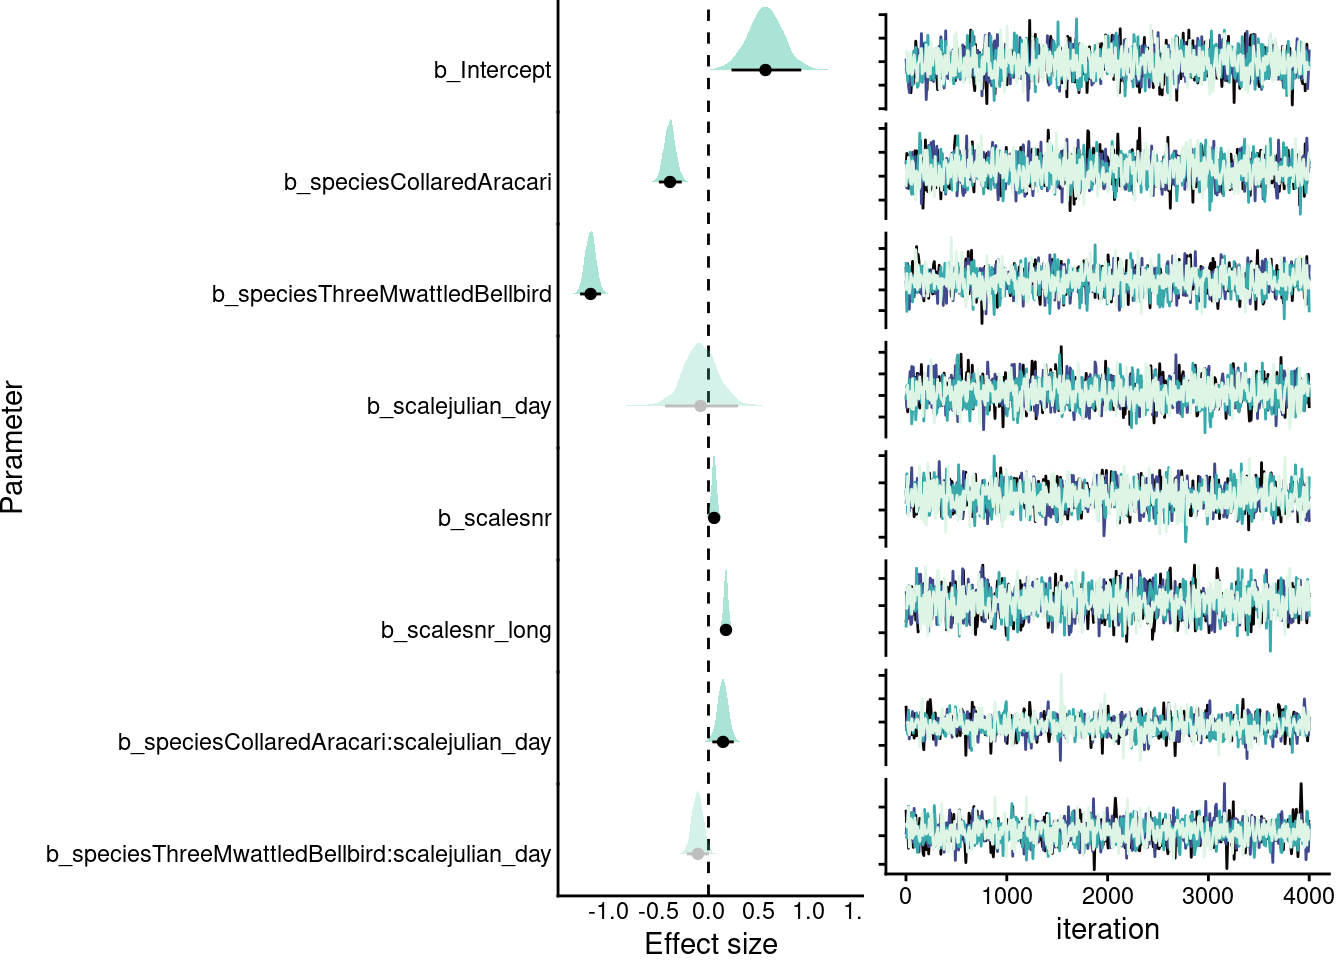 b_Intercept
b_speciesCollaredAracari
b_speciesThreeMwattledBellbird
b_scalejulian_day
b_scalesnr
b_scalesnr_long
b_speciesCollaredAracari:scalejulian_day
b_speciesThreeMwattledBellbird:scalejulian_day
Parameter
-1.0 -0.5 0.0 0.5 1.0 1.
Effect size
0 1000 2000 3000 4000
iteration